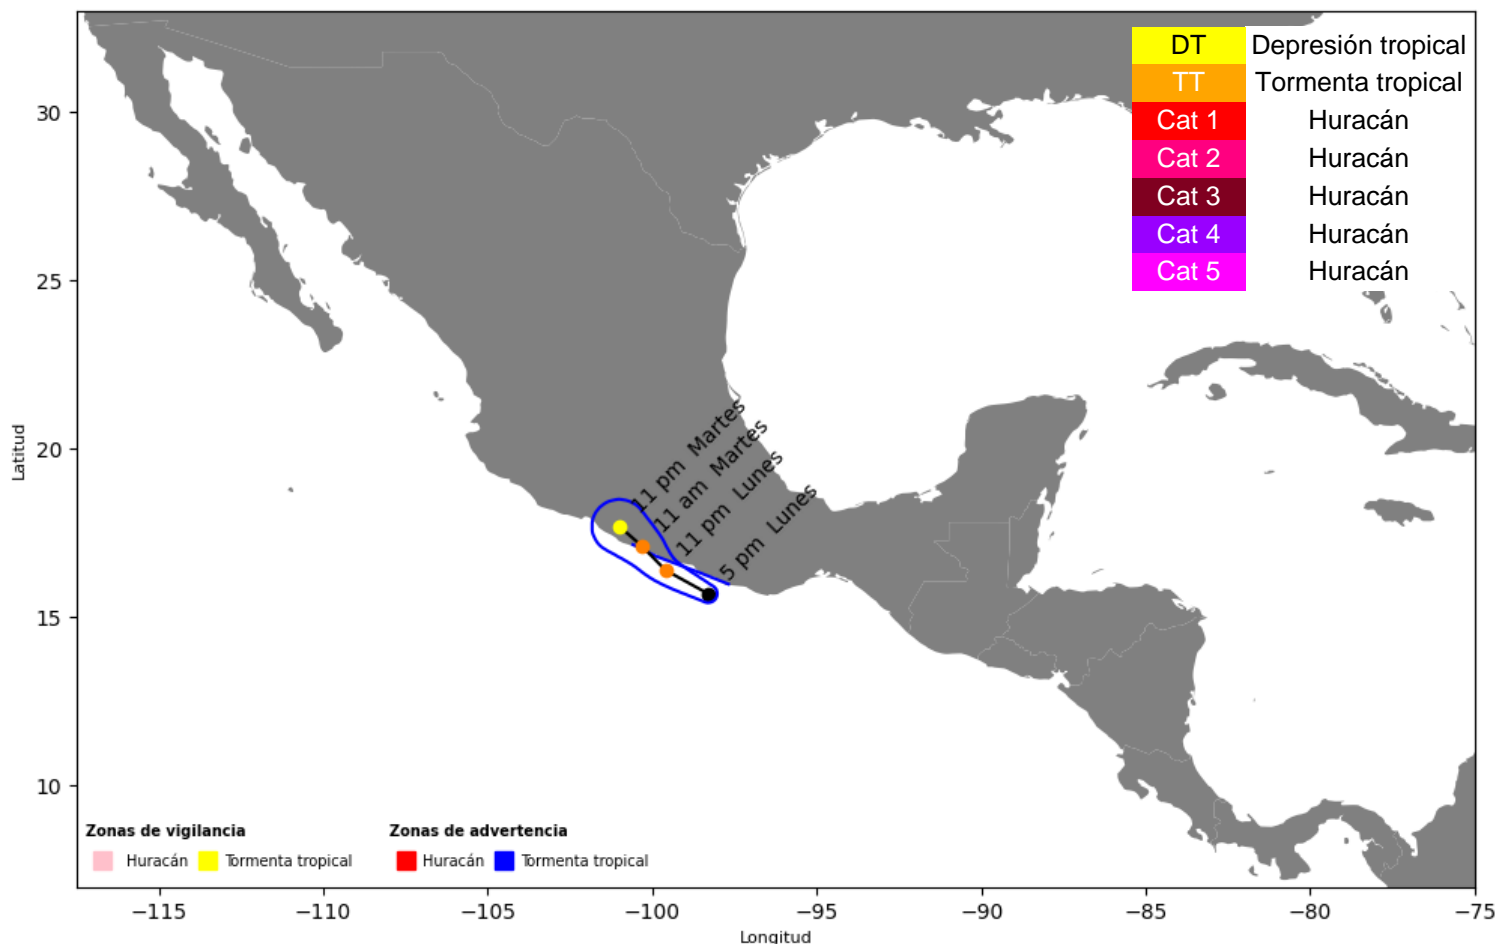 DT Depresión tropical
TT Tormenta tropical
Cat 1 Huracán
Cat 2 Huracán
Cat 3 Huracán
Cat 4 Huracán
Cat 5 Huracán
30
25
20
15
10
Latitud
11 pm Martes
11 am Martes
11 pm Lunes
5 pm Lunes
Zonas de vigilancia
Huracán Tormenta tropical
Zonas de advertencia
Huracán Tormenta tropical
−115 −110 −105 −100 −95 −90 −85 −80 −75
Longitud